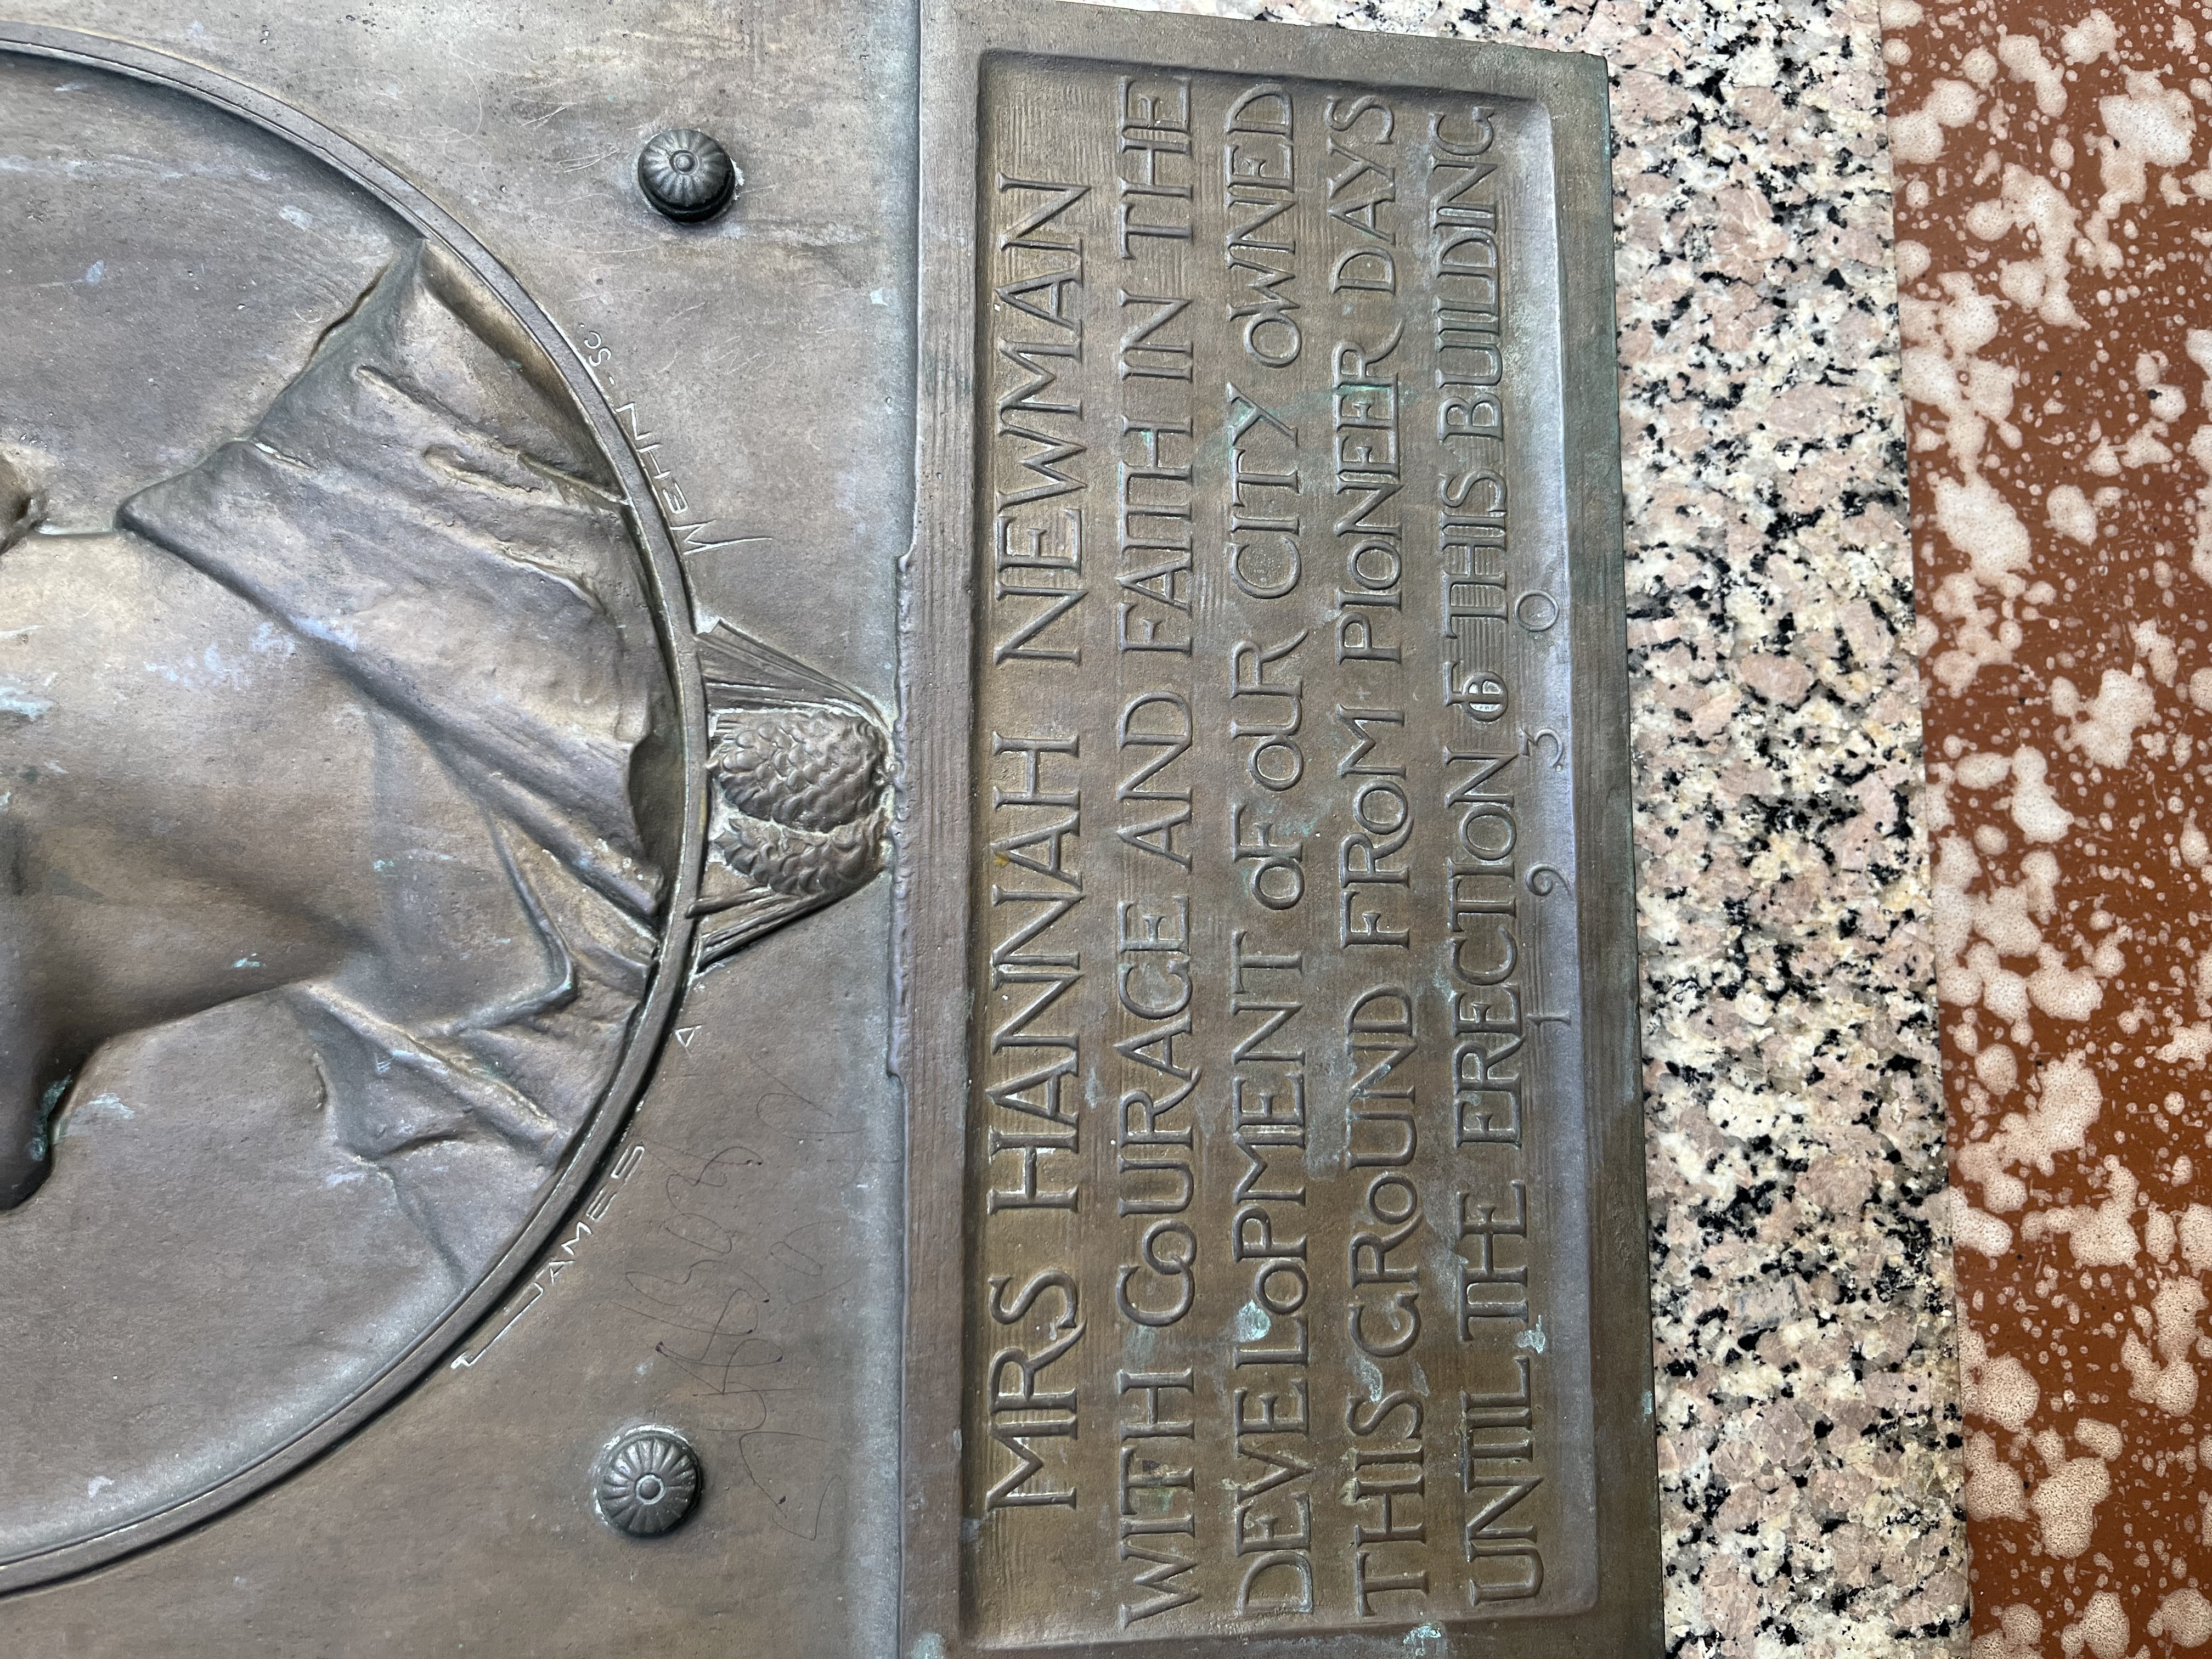 JAMES A WEHN - SC.
MRS HANNAH NEWMAN
WITH COURAGE AND FAITH IN THE
DEVELOPMENT OF OUR CITY OWNED
THIS GROUND FROM PIONEER DAYS
UNTIL THE ERECTION OF THIS BUILDING
1930